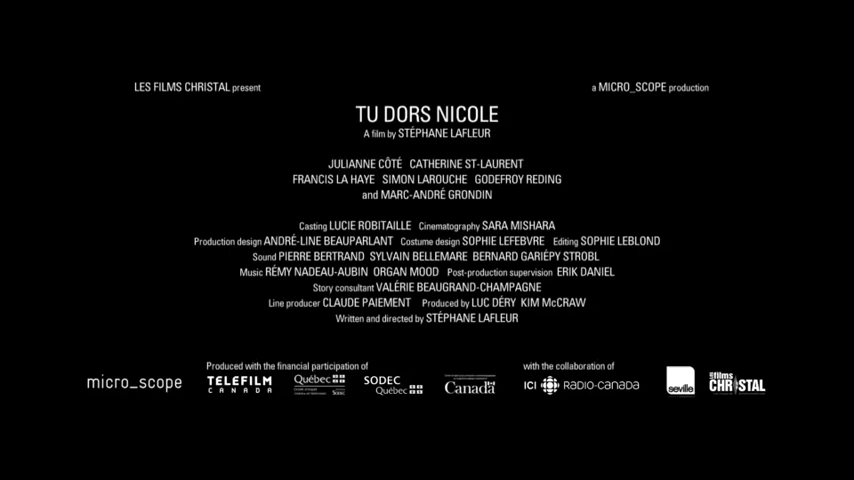 LES FILMS CHRISTAL present
a MICRO_SCOPE production
TU DORS NICOLE
A film by STÉPHANE LAFLEUR
JULIANNE CÔTÉ CATHERINE ST-LAURENT
FRANCIS LA HAYE SIMON LAROUCHE GODEFROY REDING
and MARC-ANDRÉ GRONDIN
Casting LUCIE ROBITAILLE Cinematography SARA MISHARA
Production design ANDRÉ-LINE BEAUPARLANT Costume design SOPHIE LEFEBVRE Editing SOPHIE LEBLOND
Sound PIERRE BERTRAND SYLVAIN BELLEMARE BERNARD GARIÉPY STROBL
Music RÉMY NADEAU-AUBIN ORGAN MOOD Post-production supervision ERIK DANIEL
Story consultant VALÉRIE BEAUGRAND-CHAMPAGNE
Line producer CLAUDE PAIEMENT Produced by LUC DÉRY KIM McCRAW
Written and directed by STÉPHANE LAFLEUR
Produced with the financial participation of
with the collaboration of
micro_scope
TELEFILM
CANADA
Québec
SODEC
SODEC
Québec
Canada
ICI RADIO-CANADA
seville
LES films
CHRISTAL